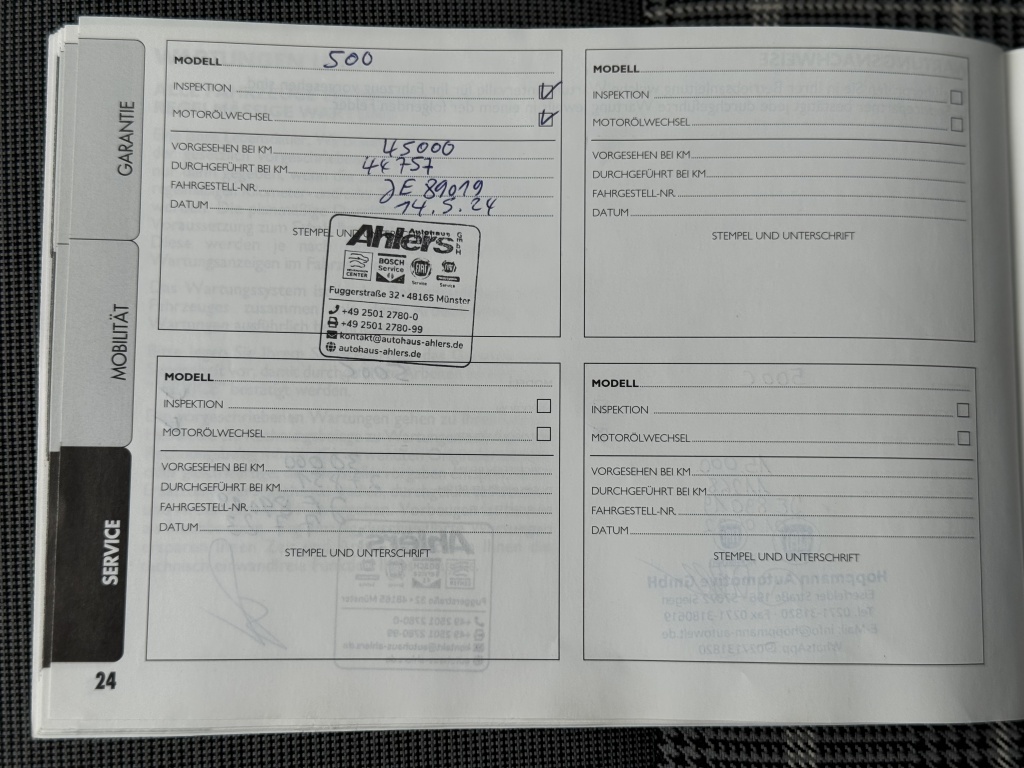 GARANTIE
MOBILITÄT
SERVICE
24
MODELL 500
INSPEKTION
MOTORÖLWECHSEL
VORGESEHEN BEI KM 45000
DURCHGEFÜHRT BEI KM 44757
FAHRGESTELL-NR. JE 89019
DATUM 14.5.24
STEMPEL UND UNTERSCHRIFT
Autohaus
Ahlers GmbH
CENTER
BOSCH
Service
FIAT
Service
Service
Fuggerstraße 32 • 48165 Münster
+49 2501 2780-0
+49 2501 2780-99
kontakt@autohaus-ahlers.de
autohaus-ahlers.de
MODELL
INSPEKTION
MOTORÖLWECHSEL
VORGESEHEN BEI KM
DURCHGEFÜHRT BEI KM
FAHRGESTELL-NR.
DATUM
STEMPEL UND UNTERSCHRIFT
MODELL
INSPEKTION
MOTORÖLWECHSEL
VORGESEHEN BEI KM
DURCHGEFÜHRT BEI KM
FAHRGESTELL-NR.
DATUM
STEMPEL UND UNTERSCHRIFT
MODELL
INSPEKTION
MOTORÖLWECHSEL
VORGESEHEN BEI KM
DURCHGEFÜHRT BEI KM
FAHRGESTELL-NR.
DATUM
STEMPEL UND UNTERSCHRIFT